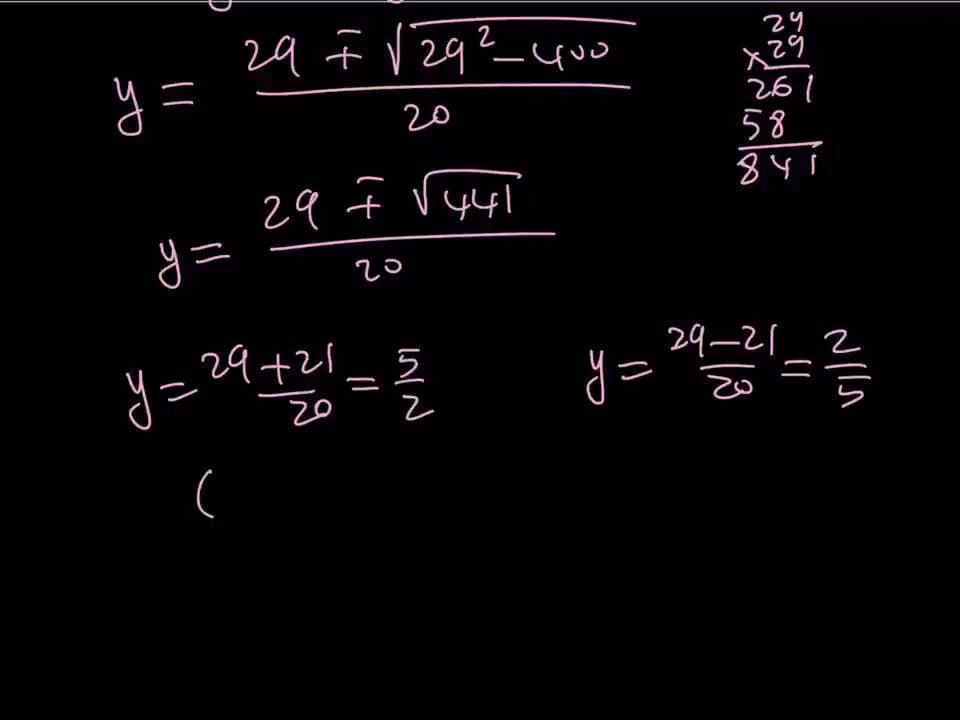 y = (29 ∓ √(29² − 400)) / 20
29
×29
261
58
841
y = (29 ∓ √441) / 20
y = (29 + 21) / 20 = 5/2
y = (29 − 21) / 20 = 2/5
(